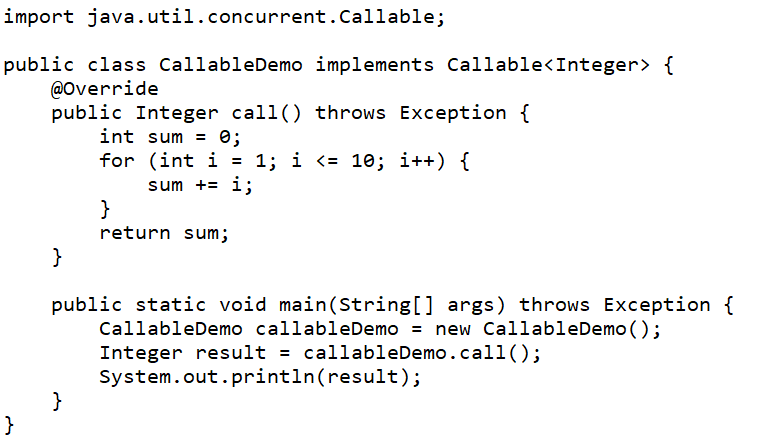 import java.util.concurrent.Callable;

public class CallableDemo implements Callable<Integer> {
    @Override
    public Integer call() throws Exception {
        int sum = 0;
        for (int i = 1; i <= 10; i++) {
            sum += i;
        }
        return sum;
    }

    public static void main(String[] args) throws Exception {
        CallableDemo callableDemo = new CallableDemo();
        Integer result = callableDemo.call();
        System.out.println(result);
    }
}